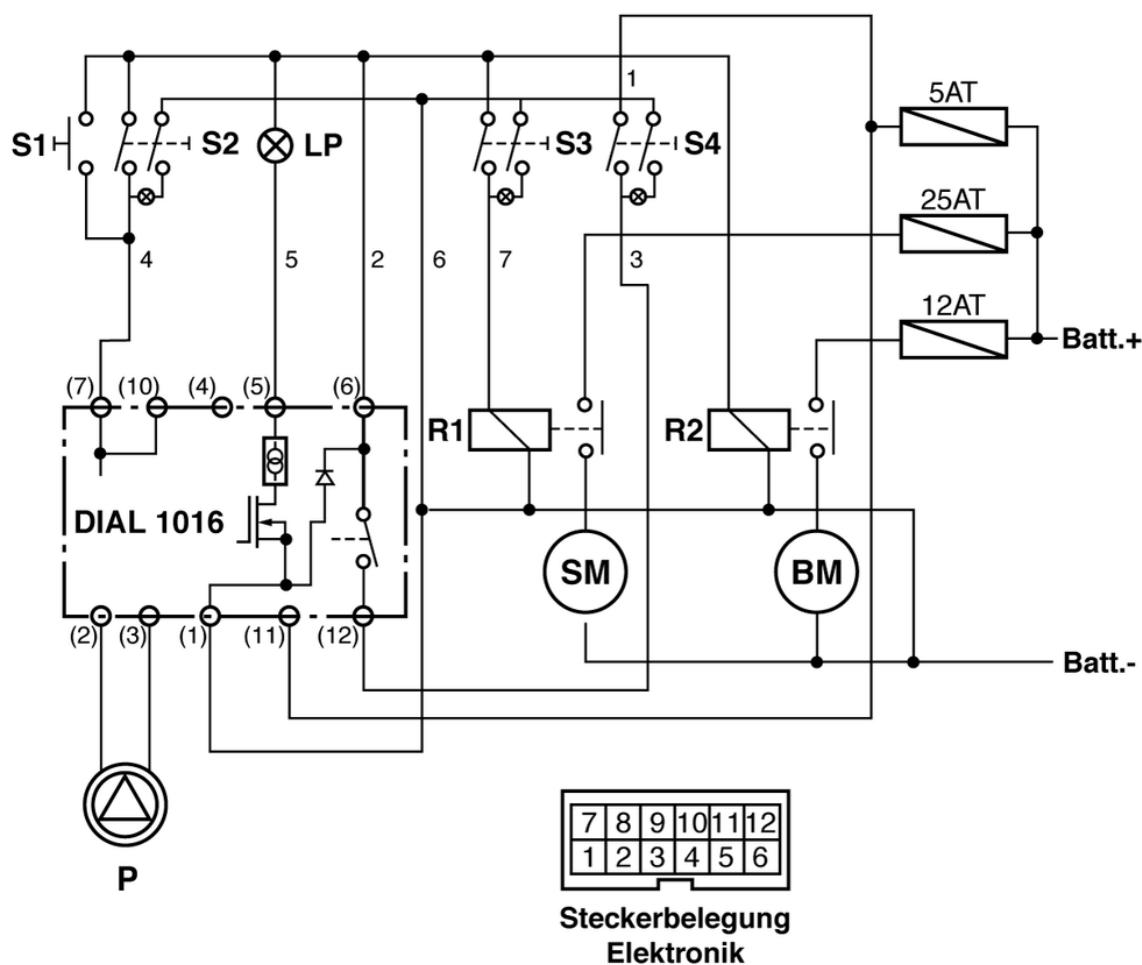 1
5AT
S1
S2
LP
S3
S4
25AT
4
5
2
6
7
3
12AT
Batt.+
(7)
(10)
(4)
(5)
(6)
R1
R2
DIAL 1016
SM
BM
(2)
(3)
(1)
(11)
(12)
Batt.-
P
7 8 9 10 11 12
1 2 3 4 5 6
Steckerbelegung
Elektronik